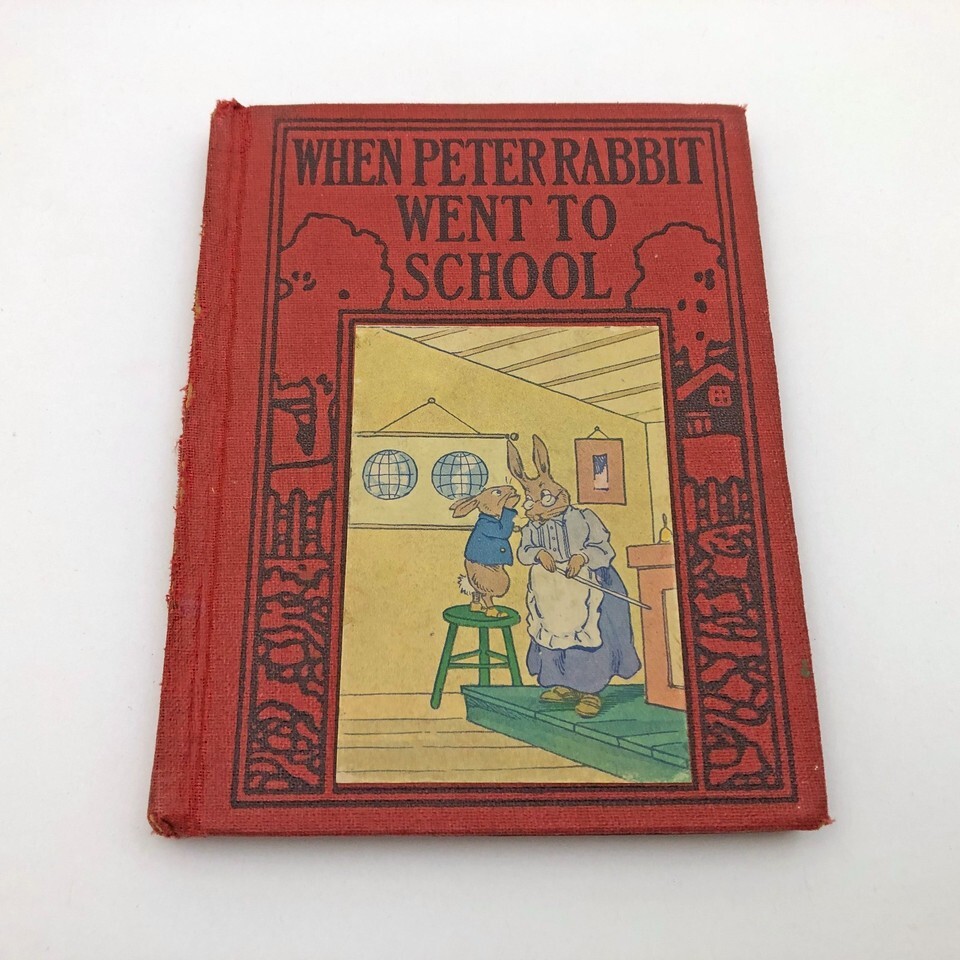 WHEN PETER RABBIT
WENT TO
SCHOOL